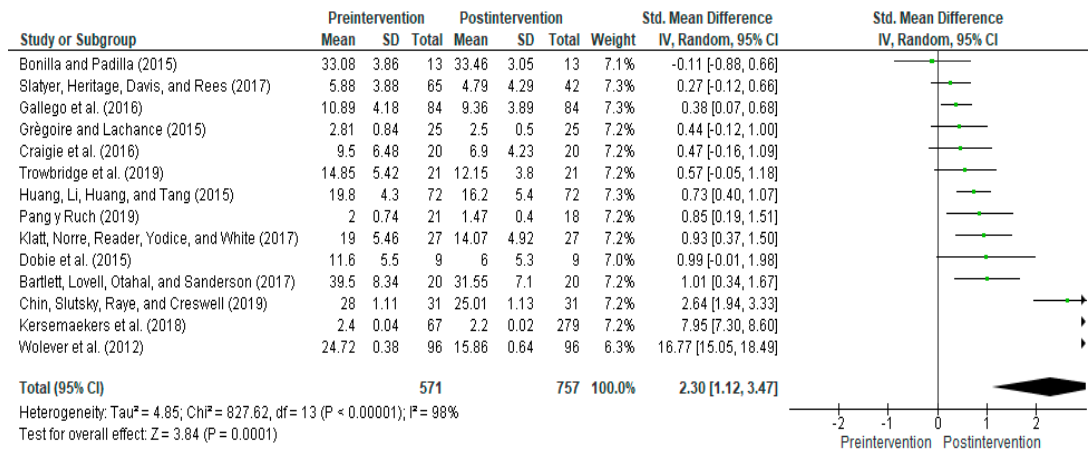 Preintervention Postintervention Std. Mean Difference Std. Mean Difference
Study or Subgroup Mean SD Total Mean SD Total Weight IV, Random, 95% CI IV, Random, 95% CI
Bonilla and Padilla (2015) 33.08 3.86 13 33.46 3.05 13 7.1% -0.11 [-0.88, 0.66]
Slatyer, Heritage, Davis, and Rees (2017) 5.88 3.88 65 4.79 4.29 42 7.3% 0.27 [-0.12, 0.66]
Gallego et al. (2016) 10.89 4.18 84 9.36 3.89 84 7.3% 0.38 [0.07, 0.68]
Grègoire and Lachance (2015) 2.81 0.84 25 2.5 0.5 25 7.2% 0.44 [-0.12, 1.00]
Craigie et al. (2016) 9.5 6.48 20 6.9 4.23 20 7.2% 0.47 [-0.16, 1.09]
Trowbridge et al. (2019) 14.85 5.42 21 12.15 3.8 21 7.2% 0.57 [-0.05, 1.18]
Huang, Li, Huang, and Tang (2015) 19.8 4.3 72 16.2 5.4 72 7.3% 0.73 [0.40, 1.07]
Pang y Ruch (2019) 2 0.74 21 1.47 0.4 18 7.2% 0.85 [0.19, 1.51]
Klatt, Norre, Reader, Yodice, and White (2017) 19 5.46 27 14.07 4.92 27 7.2% 0.93 [0.37, 1.50]
Dobie et al. (2015) 11.6 5.5 9 6 5.3 9 7.0% 0.99 [-0.01, 1.98]
Bartlett, Lovell, Otahal, and Sanderson (2017) 39.5 8.34 20 31.55 7.1 20 7.2% 1.01 [0.34, 1.67]
Chin, Slutsky, Raye, and Creswell (2019) 28 1.11 31 25.01 1.13 31 7.2% 2.64 [1.94, 3.33]
Kersemaekers et al. (2018) 2.4 0.04 67 2.2 0.02 279 7.2% 7.95 [7.30, 8.60]
Wolever et al. (2012) 24.72 0.38 96 15.86 0.64 96 6.3% 16.77 [15.05, 18.49]
Total (95% CI) 571 757 100.0% 2.30 [1.12, 3.47]
Heterogeneity: Tau² = 4.85; Chi² = 827.62, df = 13 (P < 0.00001); I² = 98%
Test for overall effect: Z = 3.84 (P = 0.0001)
-2 -1 0 1 2
Preintervention Postintervention